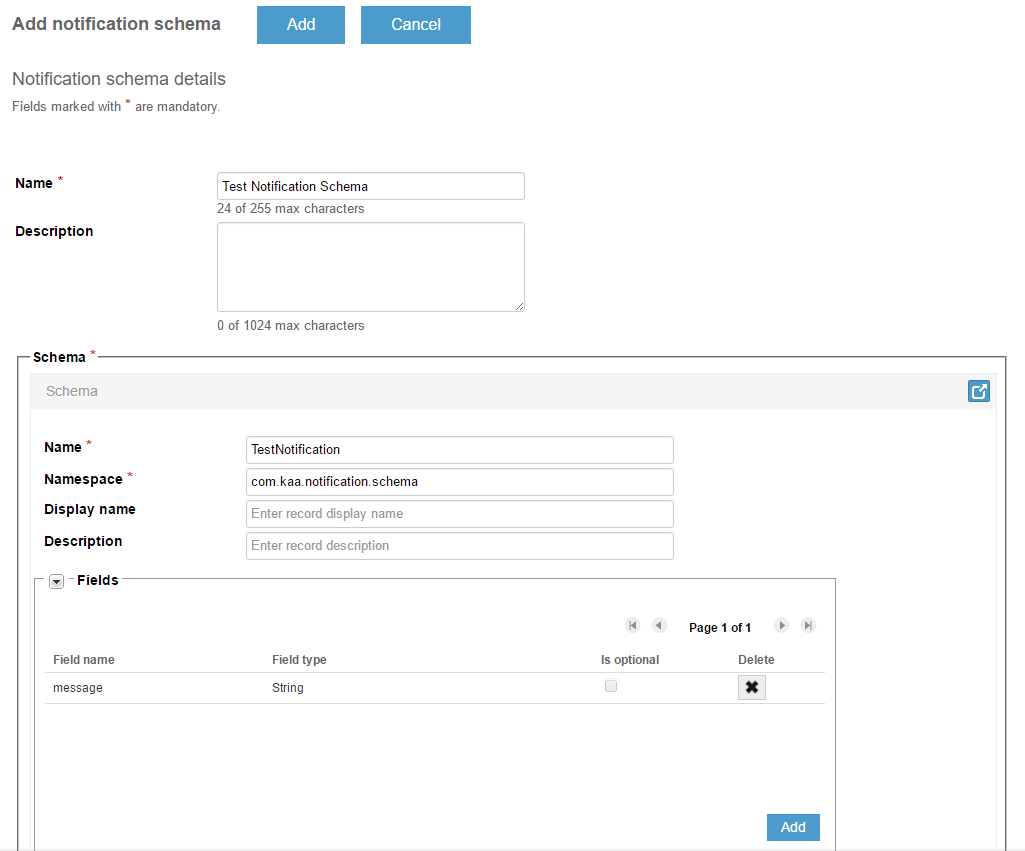 Add notification schema Add Cancel
Notification schema details
Fields marked with * are mandatory.
Name * Test Notification Schema
24 of 255 max characters
Description
0 of 1024 max characters
Schema *
Schema
Name * TestNotification
Namespace * com.kaa.notification.schema
Display name Enter record display name
Description Enter record description
Fields
Page 1 of 1
Field name Field type Is optional Delete
message String
Add